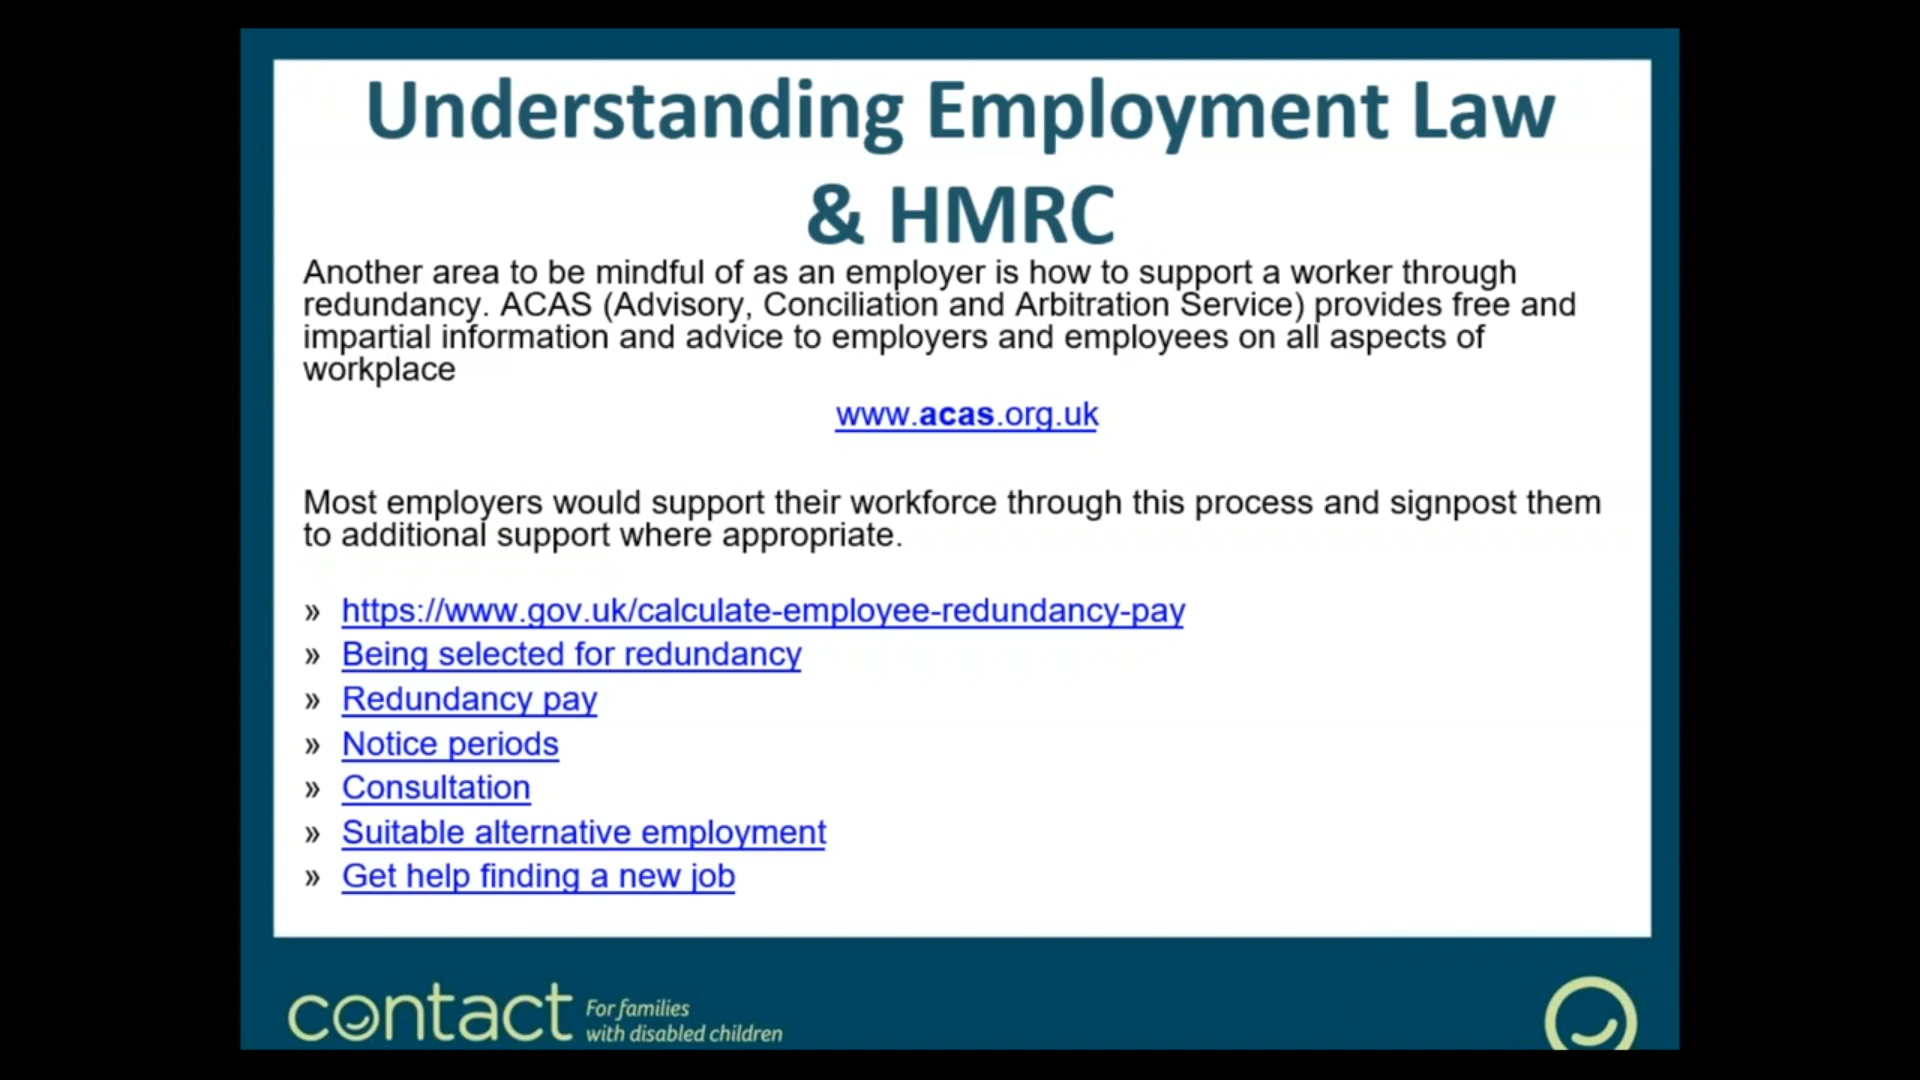 Understanding Employment Law
& HMRC
Another area to be mindful of as an employer is how to support a worker through
redundancy. ACAS (Advisory, Conciliation and Arbitration Service) provides free and
impartial information and advice to employers and employees on all aspects of
workplace
www.acas.org.uk
Most employers would support their workforce through this process and signpost them
to additional support where appropriate.
» https://www.gov.uk/calculate-employee-redundancy-pay
» Being selected for redundancy
» Redundancy pay
» Notice periods
» Consultation
» Suitable alternative employment
» Get help finding a new job
contact For families
with disabled children